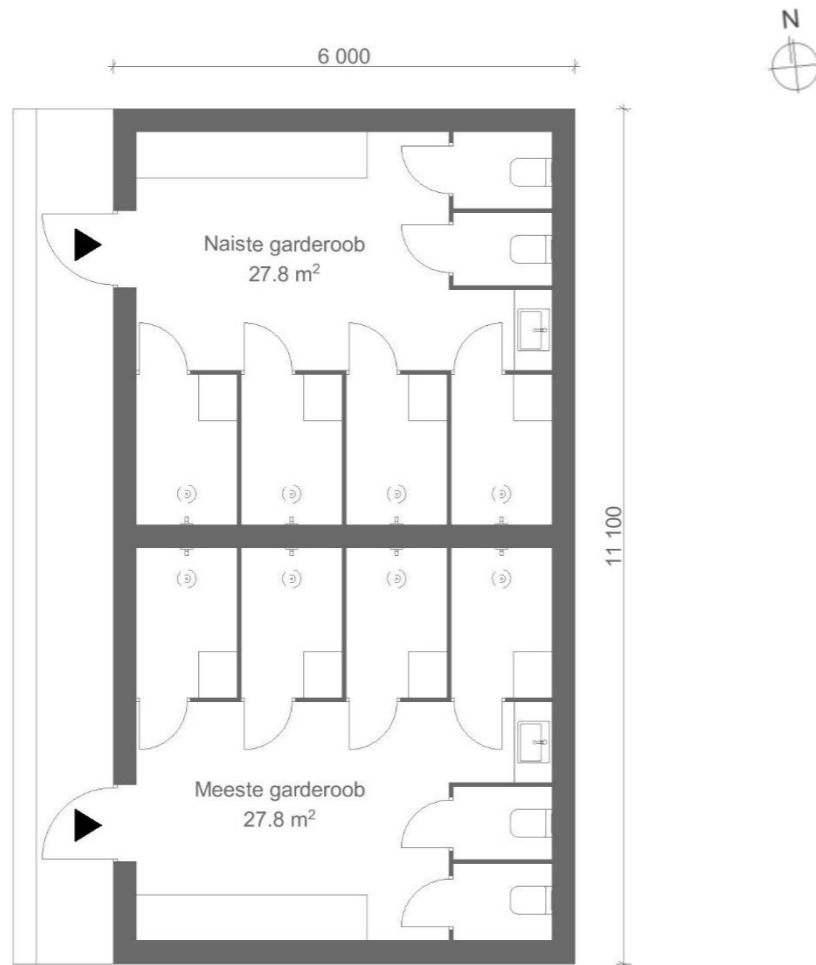 N
6 000
Naiste garderoob
27.8 m²
11 100
Meeste garderoob
27.8 m²